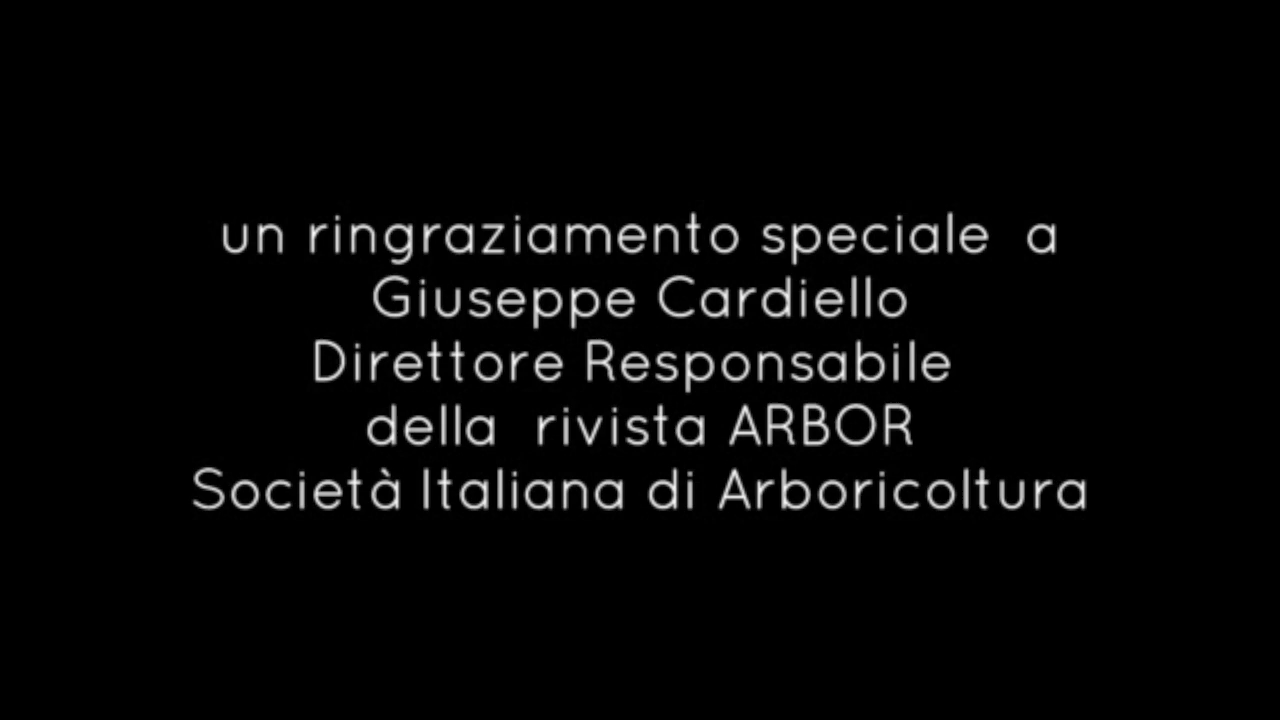 un ringraziamento speciale a
Giuseppe Cardiello
Direttore Responsabile
della rivista ARBOR
Società Italiana di Arboricoltura